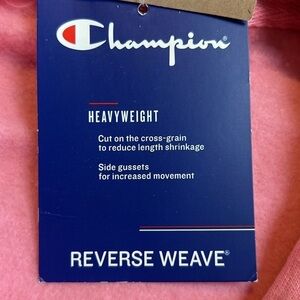 Champion
HEAVYWEIGHT
Cut on the cross-grain
to reduce length shrinkage
Side gussets
for increased movement
REVERSE WEAVE®